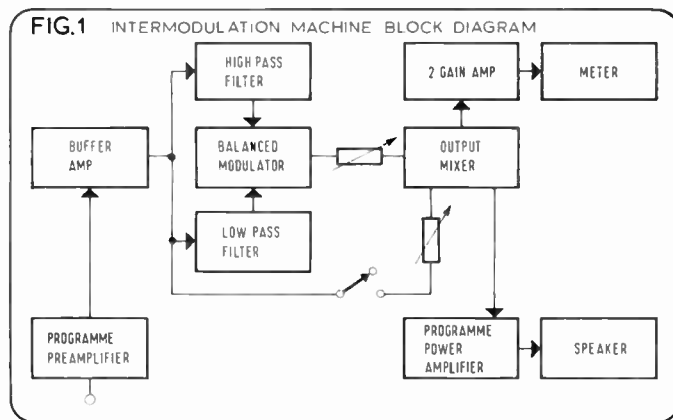 FIG.1 INTERMODULATION MACHINE BLOCK DIAGRAM
HIGH PASS
FILTER
2 GAIN AMP
METER
BUFFER
AMP
BALANCED
MODULATOR
OUTPUT
MIXER
LOW PASS
FILTER
PROGRAMME
PREAMPLIFIER
PROGRAMME
POWER
AMPLIFIER
SPEAKER